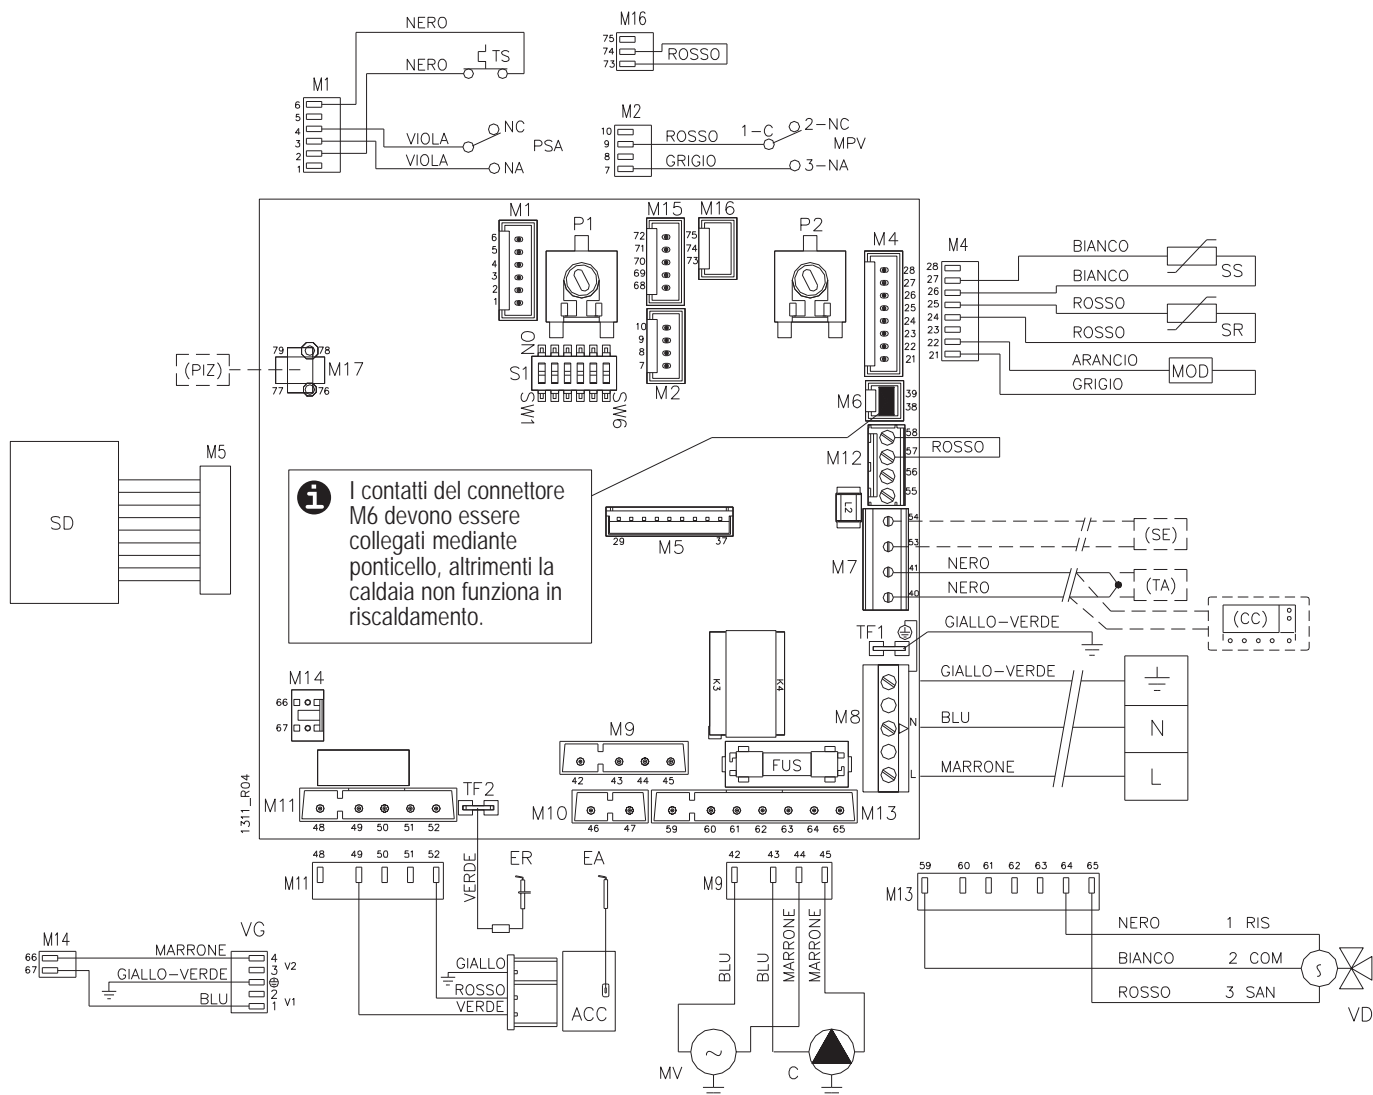 NERO
NERO
TS
M1
6
5
4
3
2
1
VIOLA
VIOLA
NC
PSA
NA
M16
75
74
73
ROSSO
M2
10
9
8
7
ROSSO
GRIGIO
1-C
2-NC
MPV
3-NA
M1
6
5
4
3
2
1
P1
M15
72
71
70
69
68
M16
75
74
73
P2
M4
28
27
26
25
24
23
22
21
M4
28
27
26
25
24
23
22
21
BIANCO
BIANCO
SS
ROSSO
ROSSO
SR
ARANCIO
GRIGIO
MOD
(PIZ)
79
78
M17
77
76
ON
S1
SW1
SW6
10
9
8
7
M2
M6
39
38
M12
58
57
56
55
ROSSO
L2
SD
M5
I contatti del connettore
M6 devono essere
collegati mediante
ponticello, altrimenti la
caldaia non funziona in
riscaldamento.
29
M5
37
M7
54
53
41
40
(SE)
NERO
NERO
(TA)
(CC)
TF1
GIALLO-VERDE
GIALLO-VERDE
M8
N
BLU
N
L
MARRONE
L
K3
K4
M14
66
67
M9
42
43
44
45
FUS
1311_R04
M11
48
49
50
51
52
TF2
M10
46
47
59
60
61
62
63
64
65
M13
48
49
50
51
52
M11
VERDE
ER
EA
M9
42
43
44
45
BLU
BLU
MARRONE
MARRONE
MV
C
59
60
61
62
63
64
65
M13
NERO
1 RIS
BIANCO
2 COM
ROSSO
3 SAN
VD
M14
66
67
MARRONE
GIALLO-VERDE
BLU
VG
4
3
2
1
V2
V1
GIALLO
ROSSO
VERDE
ACC